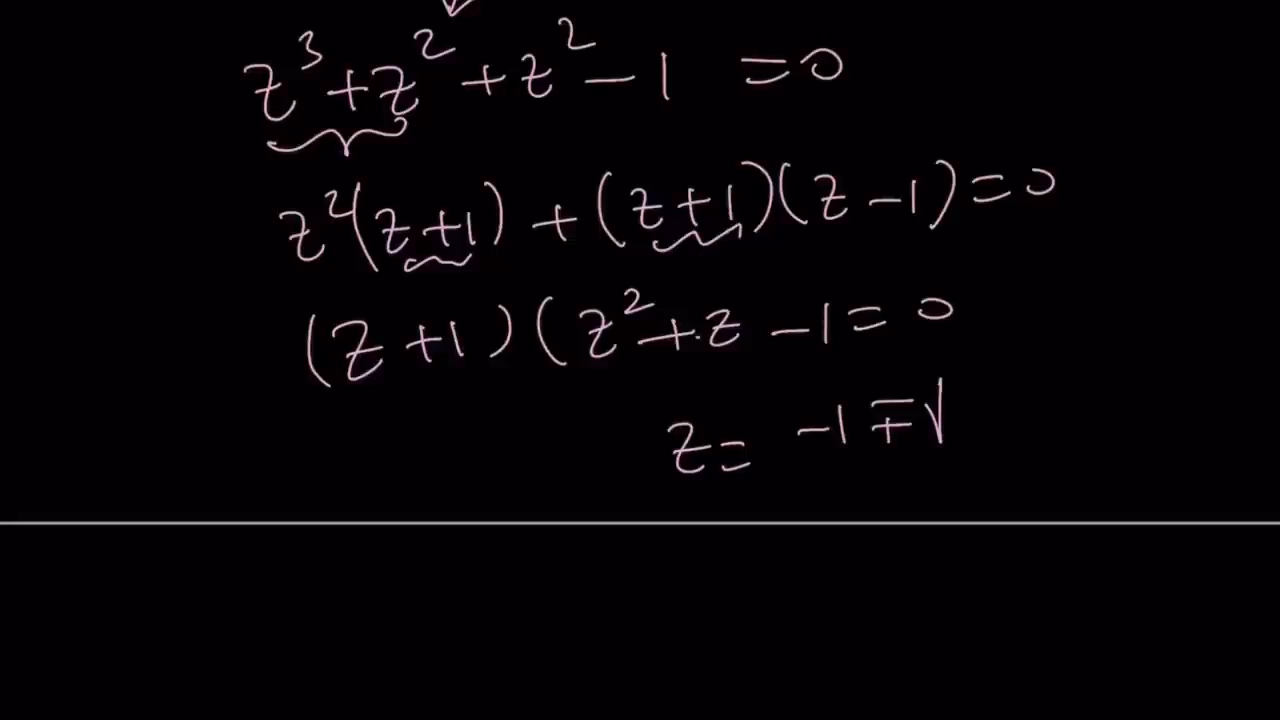 z³ + z² + z² − 1 = 0
z²(z+1) + (z+1)(z−1) = 0
(z+1)(z² + z − 1 = 0
z = −1 ∓ √